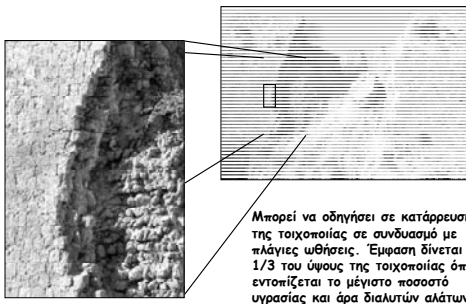 Μπορεί να οδηγήσει σε κατάρρευση
της τοιχοποίας σε συνδυασμό με
πλάγιες ωθήσεις. Έμφαση δίνεται
1/3 του ύψους της τοιχοποιίας όπ
εντοπίζεται το μέγιστο ποσοστό
υγρασίας και άρα διαλυτών αλάτων